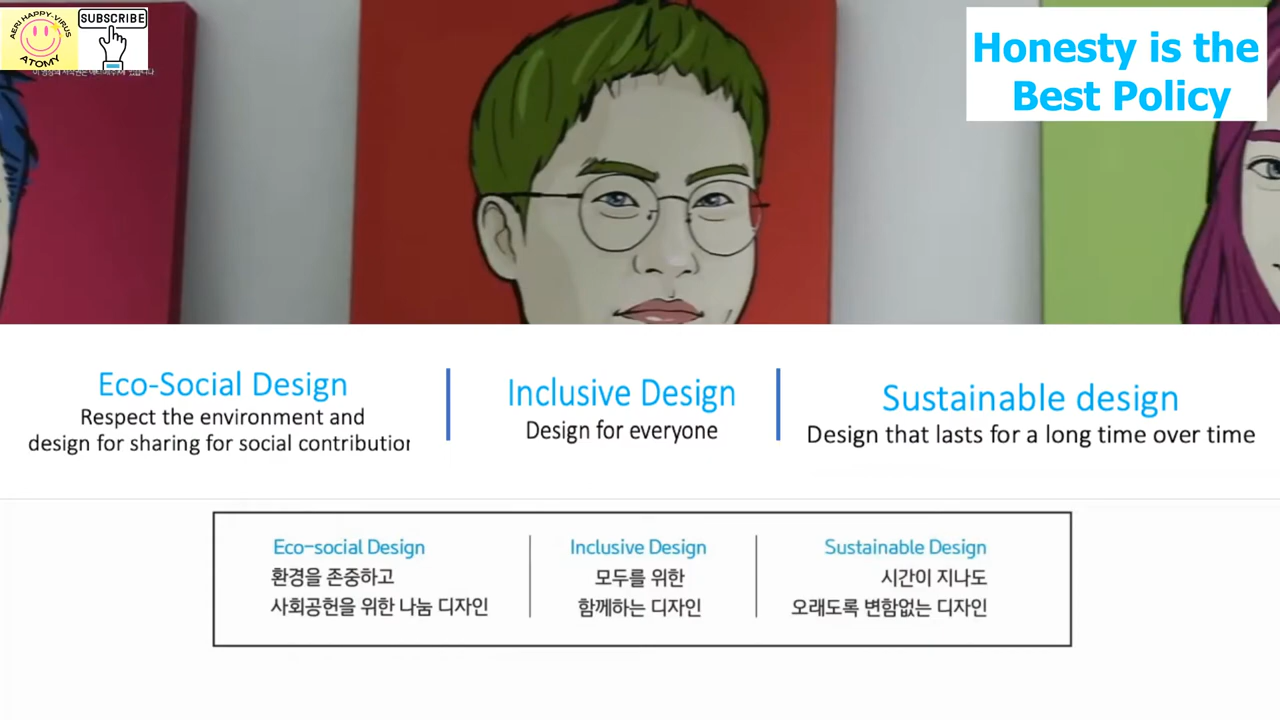 AERI HAPPY-VIRUS
ATOMY
SUBSCRIBE
Honesty is the
Best Policy
Eco-Social Design
Respect the environment and
design for sharing for social contribution
Inclusive Design
Design for everyone
Sustainable design
Design that lasts for a long time over time
Eco-social Design
환경을 존중하고
사회공헌을 위한 나눔 디자인
Inclusive Design
모두를 위한
함께하는 디자인
Sustainable Design
시간이 지나도
오래도록 변함없는 디자인